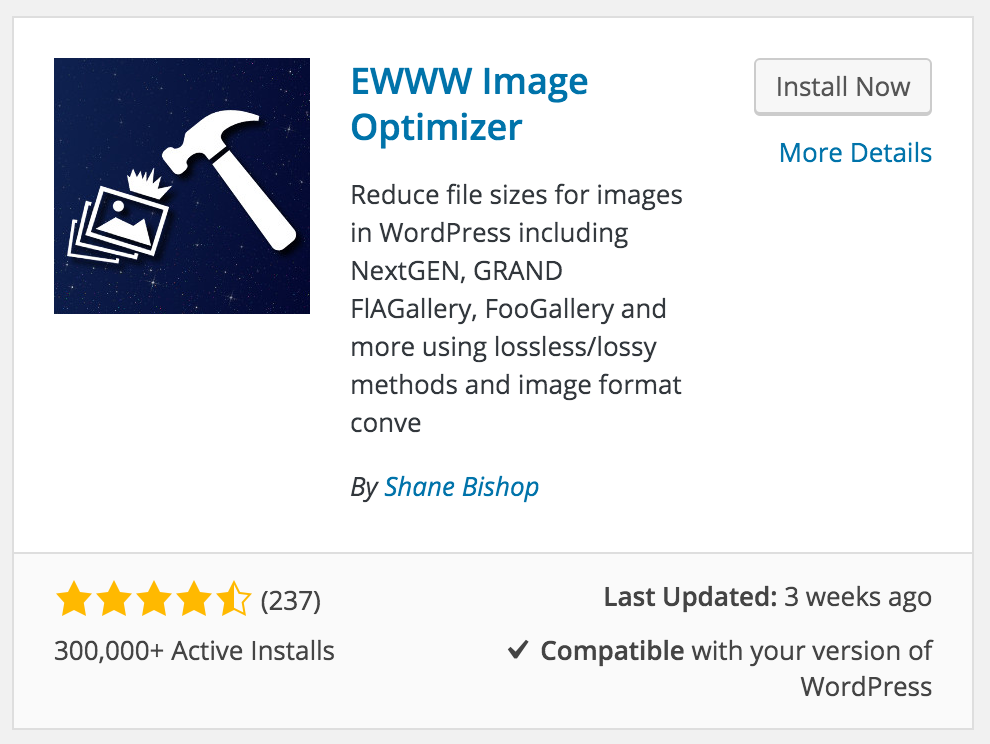 EWWW Image
Optimizer
Install Now
More Details
Reduce file sizes for images
in WordPress including
NextGEN, GRAND
FlAGallery, FooGallery and
more using lossless/lossy
methods and image format
conve
By Shane Bishop
(237)
300,000+ Active Installs
Last Updated: 3 weeks ago
Compatible with your version of
WordPress